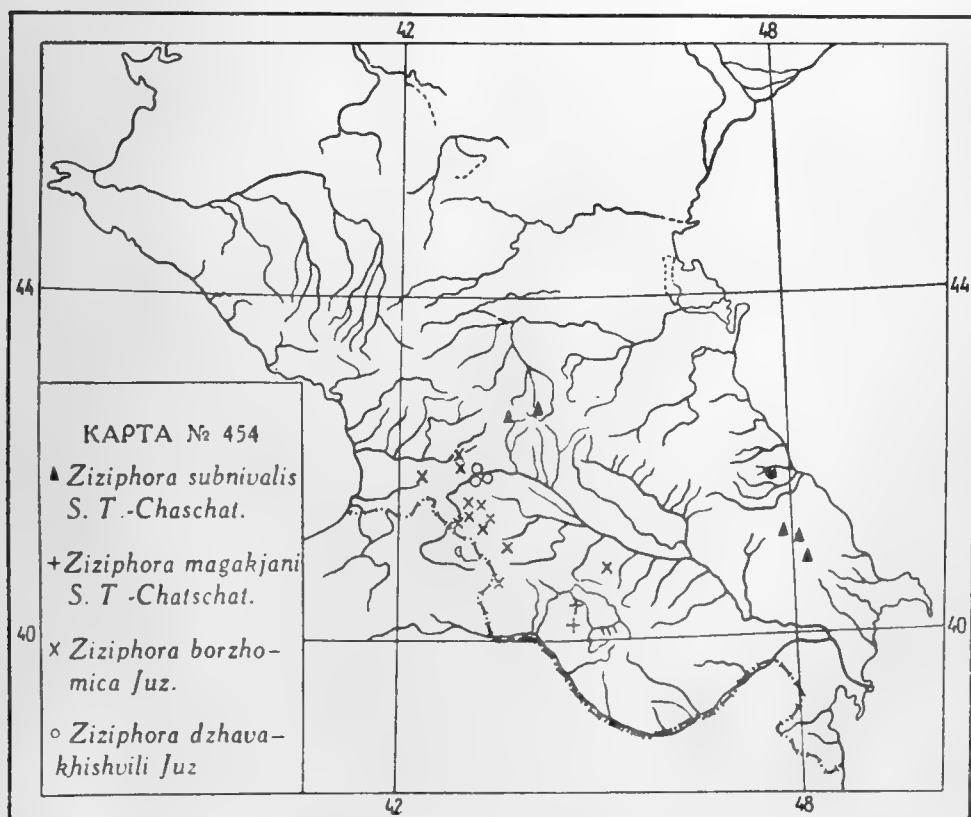 42
48
44
44
КАРТА № 454
Ziziphora subnivalis
S. T.-Chaschat.
Ziziphora magakjani
S. T-Chatschat.
Ziziphora borzho-
mica Juz.
Ziziphora dzhava-
khishvili Juz
40
40
42
48